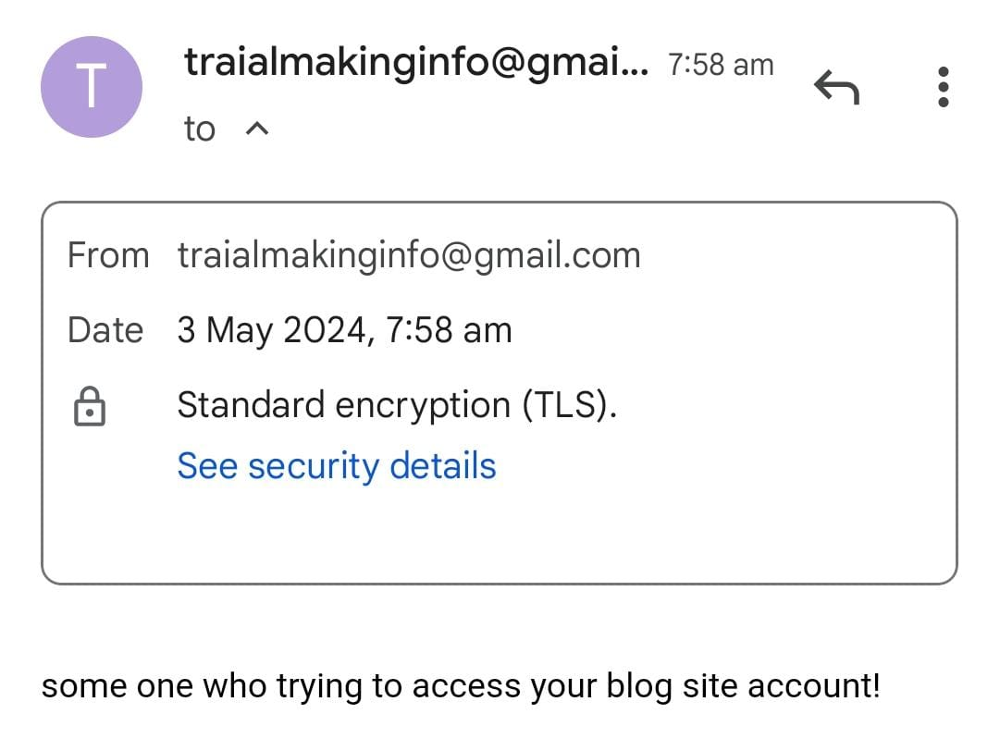 T
traialmakinginfo@gmai... 7:58 am
to
From traialmakinginfo@gmail.com
Date 3 May 2024, 7:58 am
Standard encryption (TLS).
See security details
some one who trying to access your blog site account!